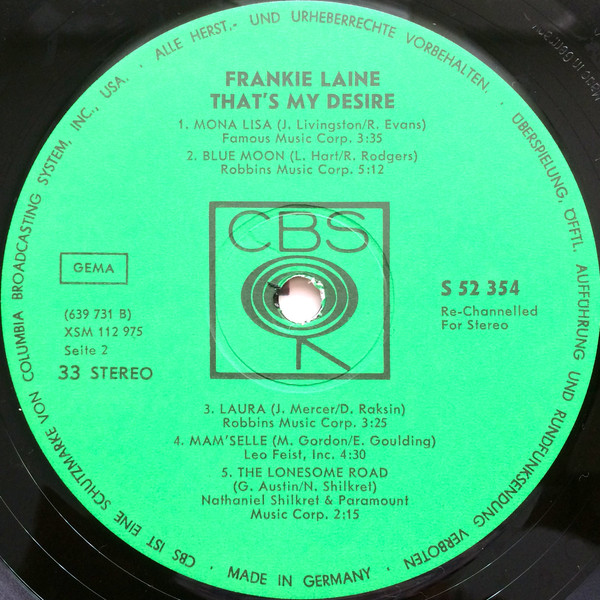 FRANKIE LAINE
THAT'S MY DESIRE
1. MONA LISA (J. Livingston/R. Evans)
Famous Music Corp. 3:35
2. BLUE MOON (L. Hart/R. Rodgers)
Robbins Music Corp. 5:12
CBS
GEMA
(639 731 B)
XSM 112 975
Seite 2
33 STEREO
S 52 354
Re-Channelled
For Stereo
3. LAURA (J. Mercer/D. Raksin)
Robbins Music Corp. 3:25
4. MAM'SELLE (M. Gordon/E. Goulding)
Leo Feist, Inc. 4:30
5. THE LONESOME ROAD
(G. Austin/N. Shilkret)
Nathaniel Shilkret & Paramount
Music Corp. 2:15
CBS IST EINE SCHUTZMARKE VON COLUMBIA BROADCASTING SYSTEM, INC., USA. · ALLE HERST.- UND URHEBERRECHTE VORBEHALTEN. · ÜBERSPIELUNG, ÖFFTL. AUFFÜHRUNG UND RUNDFUNKSENDUNG VERBOTEN
· MADE IN GERMANY ·
Made in Germany